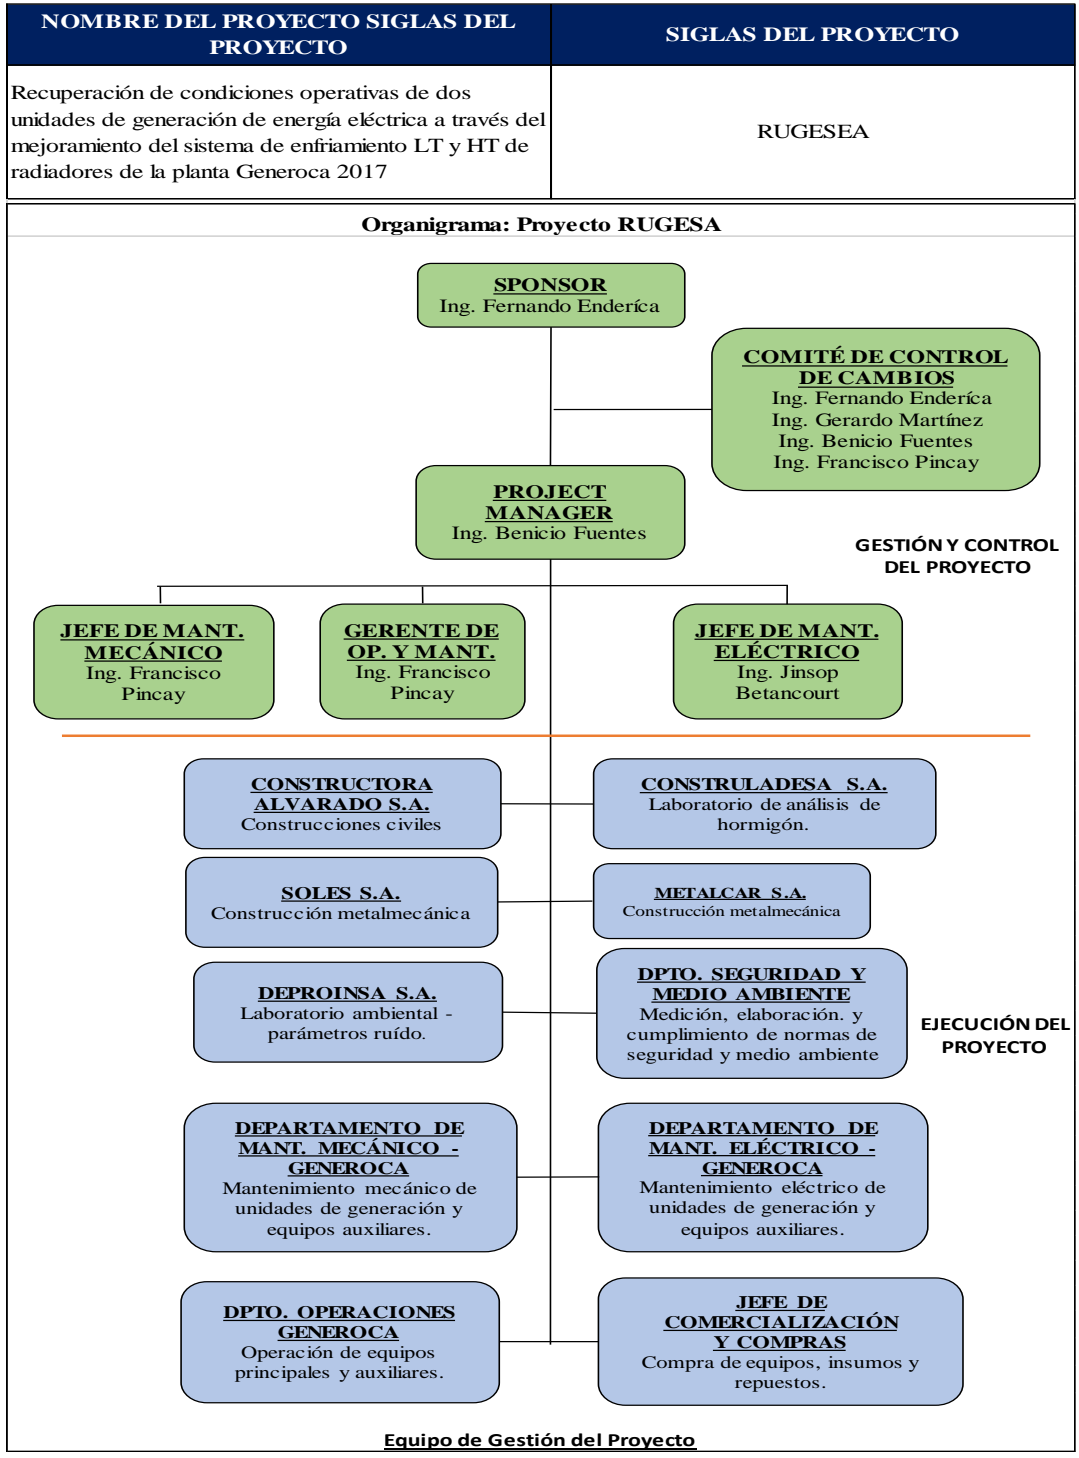 NOMBRE DEL PROYECTO SIGLAS DEL
PROYECTO
SIGLAS DEL PROYECTO
Recuperación de condiciones operativas de dos
unidades de generación de energía eléctrica a través del
mejoramiento del sistema de enfriamiento LT y HT de
radiadores de la planta Generoca 2017
RUGESEA
Organigrama: Proyecto RUGESA
SPONSOR
Ing. Fernando Enderíca
COMITÉ DE CONTROL
DE CAMBIOS
Ing. Fernando Enderíca
Ing. Gerardo Martínez
Ing. Benicio Fuentes
Ing. Francisco Pincay
PROJECT
MANAGER
Ing. Benicio Fuentes
GESTIÓN Y CONTROL
DEL PROYECTO
JEFE DE MANT.
MECÁNICO
Ing. Francisco
Pincay
GERENTE DE
OP. Y MANT.
Ing. Francisco
Pincay
JEFE DE MANT.
ELÉCTRICO
Ing. Jinsop
Betancourt
CONSTRUCTORA
ALVARADO S.A.
Construcciones civiles
CONSTRULADESA S.A.
Laboratorio de análisis de
hormigón.
SOLES S.A.
Construcción metalmecánica
METALCAR S.A.
Construcción metalmecánica
DEPROINSA S.A.
Laboratorio ambiental -
parámetros ruído.
DPTO. SEGURIDAD Y
MEDIO AMBIENTE
Medición, elaboración. y
cumplimiento de normas de
seguridad y medio ambiente
EJECUCIÓN DEL
PROYECTO
DEPARTAMENTO DE
MANT. MECÁNICO -
GENEROCA
Mantenimiento mecánico de
unidades de generación y
equipos auxiliares.
DEPARTAMENTO DE
MANT. ELÉCTRICO -
GENEROCA
Mantenimiento eléctrico de
unidades de generación y
equipos auxiliares.
DPTO. OPERACIONES
GENEROCA
Operación de equipos
principales y auxiliares.
JEFE DE
COMERCIALIZACIÓN
Y COMPRAS
Compra de equipos, insumos y
repuestos.
Equipo de Gestión del Proyecto